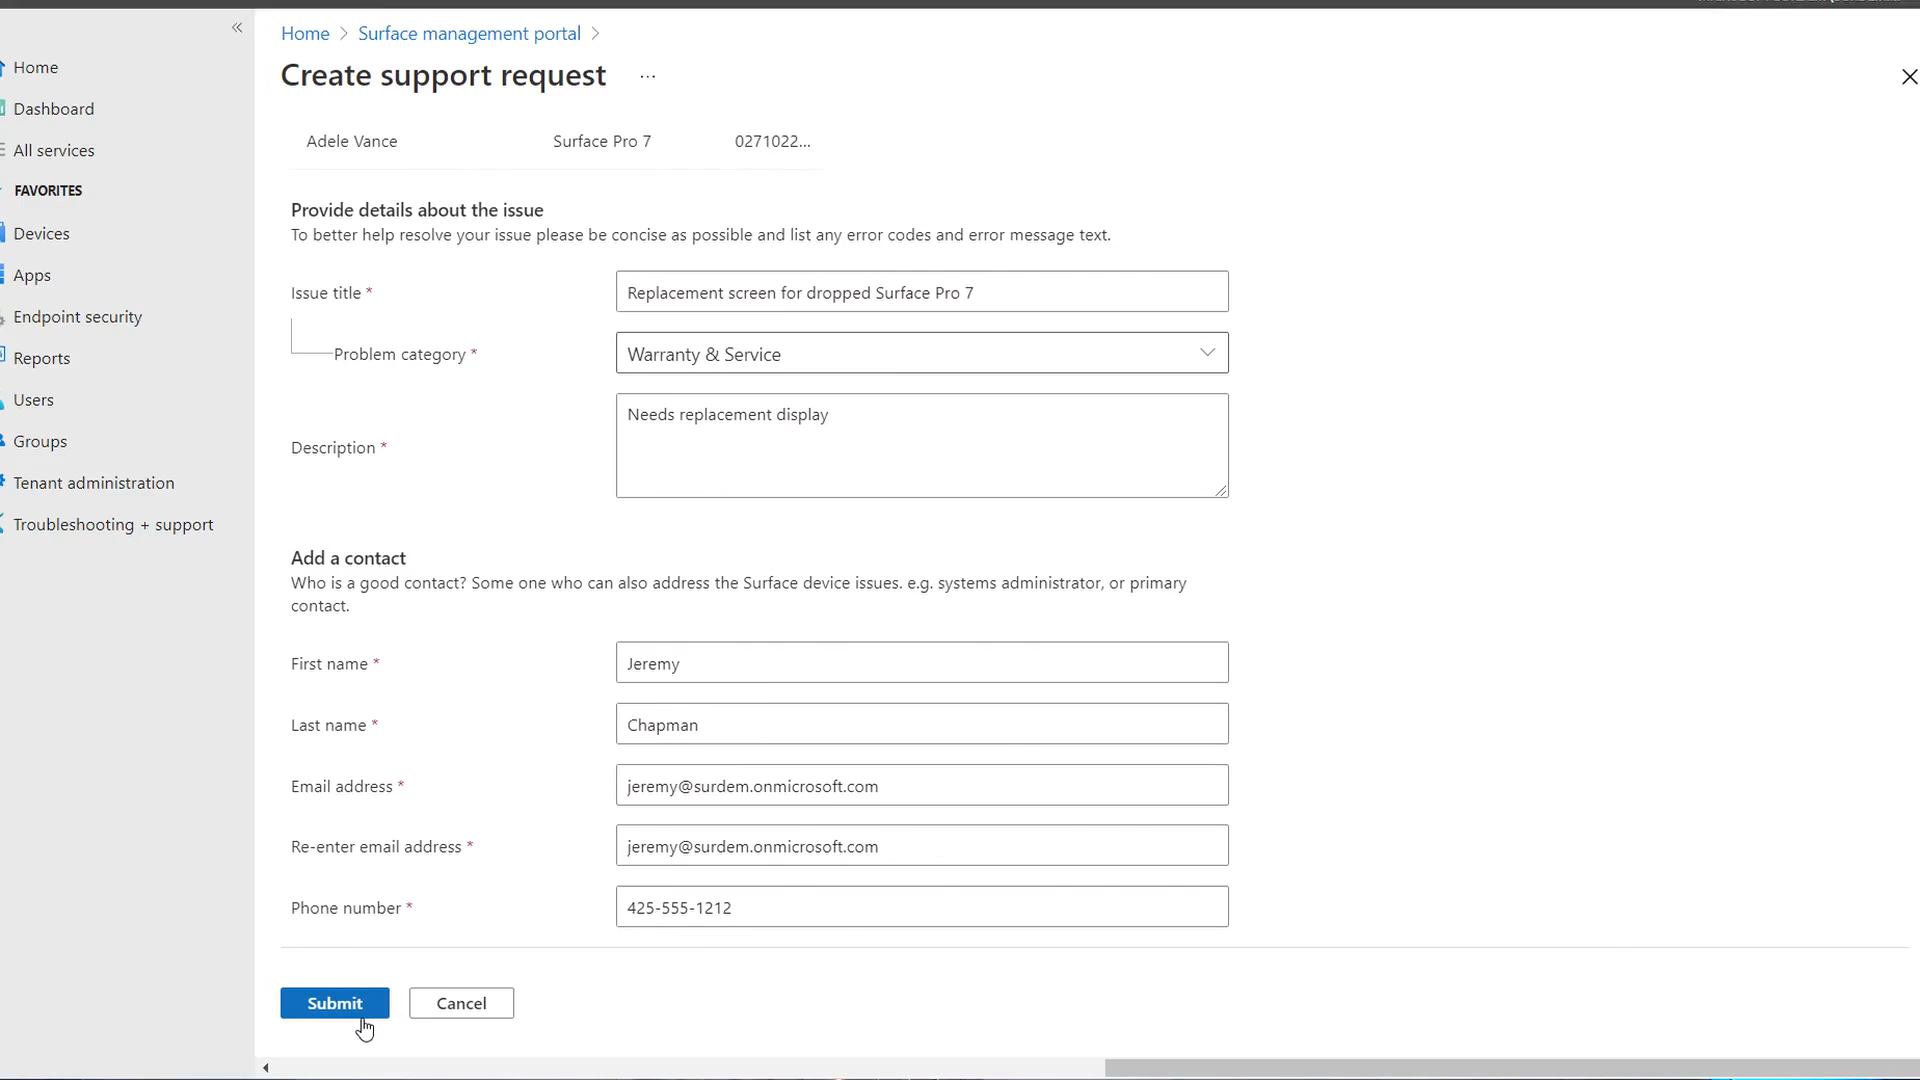 Home > Surface management portal >
Create support request ...
Home
Dashboard
All services
FAVORITES
Devices
Apps
Endpoint security
Reports
Users
Groups
Tenant administration
Troubleshooting + support
Adele Vance Surface Pro 7 0271022...
Provide details about the issue
To better help resolve your issue please be concise as possible and list any error codes and error message text.
Issue title * Replacement screen for dropped Surface Pro 7
Problem category * Warranty & Service
Description * Needs replacement display
Add a contact
Who is a good contact? Some one who can also address the Surface device issues. e.g. systems administrator, or primary
contact.
First name * Jeremy
Last name * Chapman
Email address * jeremy@surdem.onmicrosoft.com
Re-enter email address * jeremy@surdem.onmicrosoft.com
Phone number * 425-555-1212
Submit Cancel